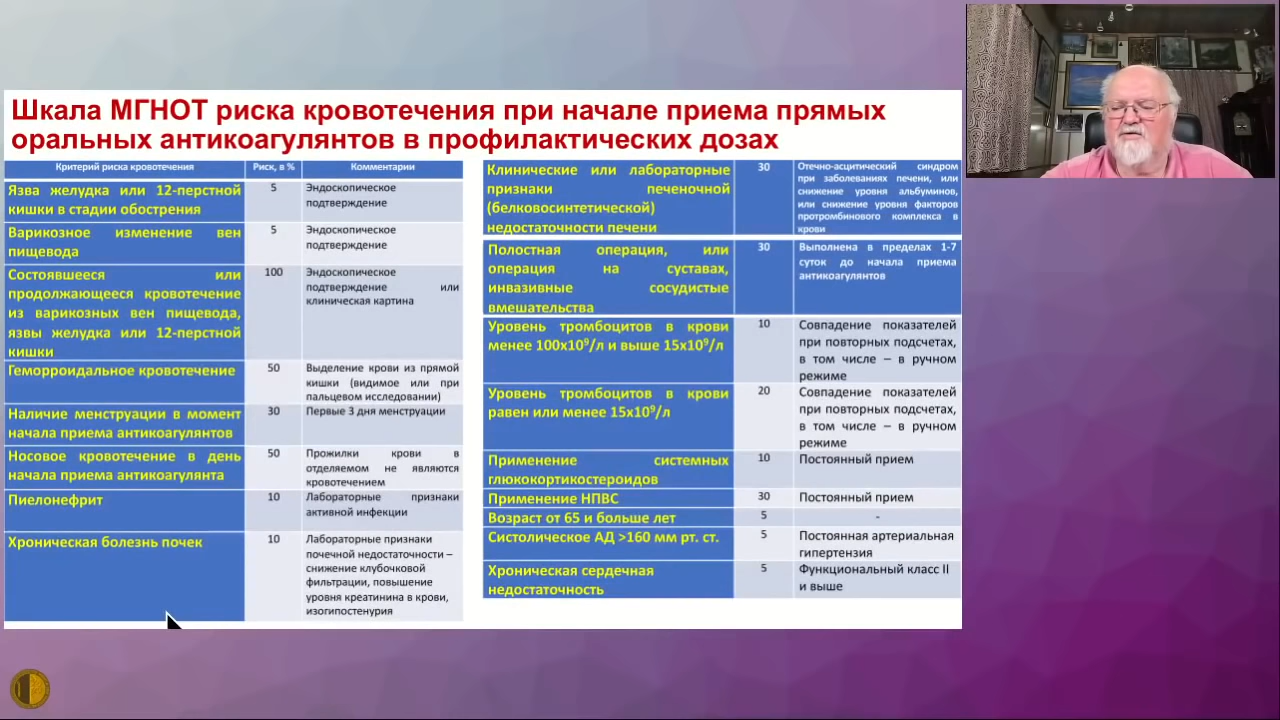 Шкала МГНОТ риска кровотечения при начале приема прямых
оральных антикоагулянтов в профилактических дозах
Критерий риска кровотечения
Риск, в %
Комментарии
Язва желудка или 12-перстной
кишки в стадии обострения
5
Эндоскопическое
подтверждение
Варикозное изменение вен
пищевода
5
Эндоскопическое
подтверждение
Состоявшееся или
продолжающееся кровотечение
из варикозных вен пищевода,
язвы желудка или 12-перстной
кишки
100
Эндоскопическое
подтверждение или
клиническая картина
Геморроидальное кровотечение
50
Выделение крови из прямой
кишки (видимое или при
пальцевом исследовании)
Наличие менструации в момент
начала приема антикоагулянтов
30
Первые 3 дня менструации
Носовое кровотечение в день
начала приема антикоагулянта
50
Прожилки крови в
отделяемом не являются
кровотечением
Пиелонефрит
10
Лабораторные признаки
активной инфекции
Хроническая болезнь почек
10
Лабораторные признаки
почечной недостаточности –
снижение клубочковой
фильтрации, повышение
уровня креатинина в крови,
изогипостенурия
Клинические или лабораторные
признаки печеночной
(белковосинтетической)
недостаточности печени
30
Отечно-асцитический синдром
при заболеваниях печени, или
снижение уровня альбуминов,
или снижение уровня факторов
протромбинового комплекса в
крови
Полостная операция, или
операция на суставах,
инвазивные сосудистые
вмешательства
30
Выполнена в пределах 1-7
суток до начала приема
антикоагулянтов
Уровень тромбоцитов в крови
менее 100х10⁹/л и выше 15х10⁹/л
10
Совпадение показателей
при повторных подсчетах,
в том числе – в ручном
режиме
Уровень тромбоцитов в крови
равен или менее 15х10⁹/л
20
Совпадение показателей
при повторных подсчетах,
в том числе – в ручном
режиме
Применение системных
глюкокортикостероидов
10
Постоянный прием
Применение НПВС
30
Постоянный прием
Возраст от 65 и больше лет
5
-
Систолическое АД >160 мм рт. ст.
5
Постоянная артериальная
гипертензия
Хроническая сердечная
недостаточность
5
Функциональный класс II
и выше